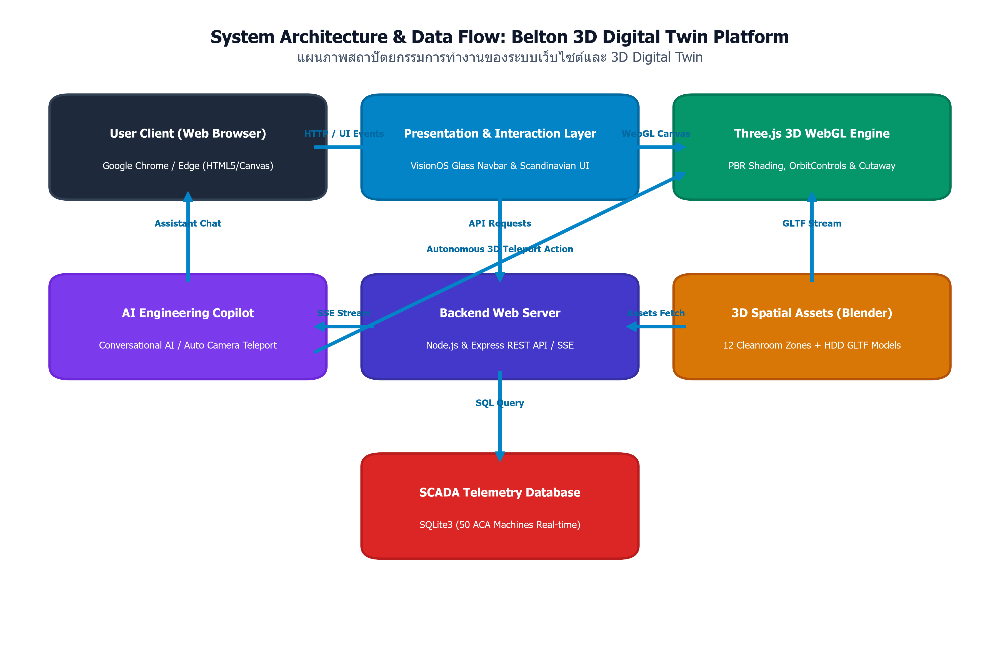 System Architecture & Data Flow: Belton 3D Digital Twin Platform
แผนภาพสถาปัตยกรรมการทำงานของระบบเว็บไซต์และ 3D Digital Twin
User Client (Web Browser)
Google Chrome / Edge (HTML5/Canvas)
HTTP / UI Events
Presentation & Interaction Layer
VisionOS Glass Navbar & Scandinavian UI
WebGL Canvas
Three.js 3D WebGL Engine
PBR Shading, OrbitControls & Cutaway
Assistant Chat
API Requests
GLTF Stream
Autonomous 3D Teleport Action
AI Engineering Copilot
Conversational AI / Auto Camera Teleport
SSE Stream
Backend Web Server
Node.js & Express REST API / SSE
Assets Fetch
3D Spatial Assets (Blender)
12 Cleanroom Zones + HDD GLTF Models
SQL Query
SCADA Telemetry Database
SQLite3 (50 ACA Machines Real-time)